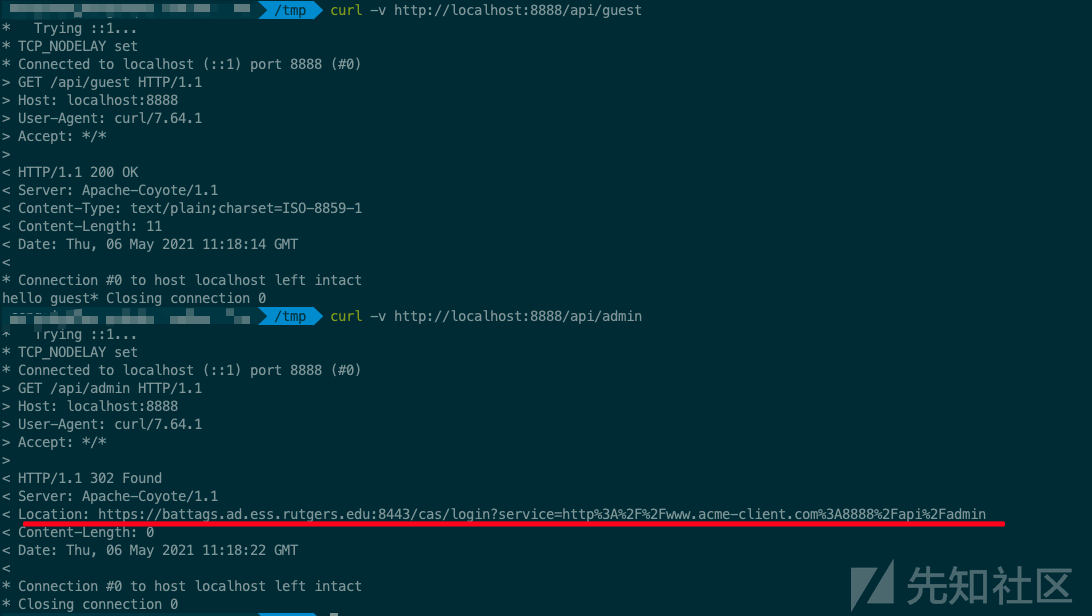 /tmp curl -v http://localhost:8888/api/guest
*   Trying ::1...
* TCP_NODELAY set
* Connected to localhost (::1) port 8888 (#0)
> GET /api/guest HTTP/1.1
> Host: localhost:8888
> User-Agent: curl/7.64.1
> Accept: */*
>
< HTTP/1.1 200 OK
< Server: Apache-Coyote/1.1
< Content-Type: text/plain;charset=ISO-8859-1
< Content-Length: 11
< Date: Thu, 06 May 2021 11:18:14 GMT
<
* Connection #0 to host localhost left intact
hello guest* Closing connection 0
/tmp curl -v http://localhost:8888/api/admin
*   Trying ::1...
* TCP_NODELAY set
* Connected to localhost (::1) port 8888 (#0)
> GET /api/admin HTTP/1.1
> Host: localhost:8888
> User-Agent: curl/7.64.1
> Accept: */*
>
< HTTP/1.1 302 Found
< Server: Apache-Coyote/1.1
< Location: https://battags.ad.ess.rutgers.edu:8443/cas/login?service=http%3A%2F%2Fwww.acme-client.com%3A8888%2Fapi%2Fadmin
< Content-Length: 0
< Date: Thu, 06 May 2021 11:18:22 GMT
<
* Connection #0 to host localhost left intact
* Closing connection 0
先知社区